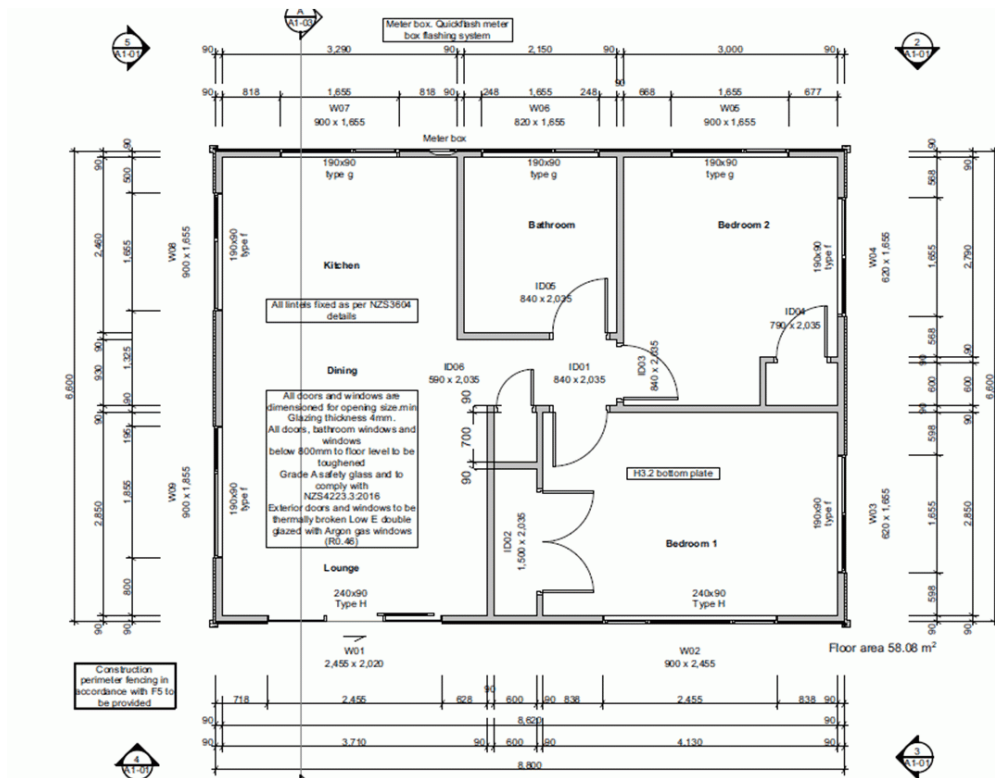 A
A1-03
5
A1-01
Meter box. Quickflash meter
box flashing system
2
A1-01
90 3,290 90 2,150 90 3,000 90
90
90 818 1,655 818 90 248 1,655 248 668 1,655 677 90
W07
900 x 1,655
W06
820 x 1,655
W05
900 x 1,655
Meter box
190x90
type g
190x90
type g
190x90
type g
90 500 1,655 1,325 195 1,855 800 90
90 2,460 90 930 90 2,850 90
6,600
W08
900 x 1,655
190x90
type f
W09
900 x 1,855
190x90
type f
Kitchen
Bathroom
Bedroom 2
All lintels fixed as per NZS3604
details
ID05
840 x 2,035
ID04
790 x 2,035
190x90
type f
W04
620 x 1,655
90 568 1,655 568 90 600 90 598 1,655 598 90
90 2,790 90 600 90 2,850 90
6,600
Dining
ID06
590 x 2,035
ID01
840 x 2,035
ID03
840 x 2,035
All doors and windows are
dimensioned for opening size.min
Glazing thickness 4mm.
All doors, bathroom windows and
windows
below 800mm to floor level to be
toughened
Grade A safety glass and to
comply with
NZS4223.3:2016
Exterior doors and windows to be
thermally broken Low E double
glazed with Argon gas windows
(R0.46)
90
700
90
H3.2 bottom plate
190x90
type f
W03
620 x 1,655
ID02
1,500 x 2,035
Bedroom 1
Lounge
240x90
Type H
240x90
Type H
W01
2,455 x 2,020
W02
900 x 2,455
Floor area 58.08 m²
Construction
perimeter fencing in
accordance with F5 to
be provided
90
90 718 2,455 628 600 90 838 2,455 838 90
90 8,620 90
90 3,710 90 600 90 4,130 90
8,800
4
A1-01
3
A1-01